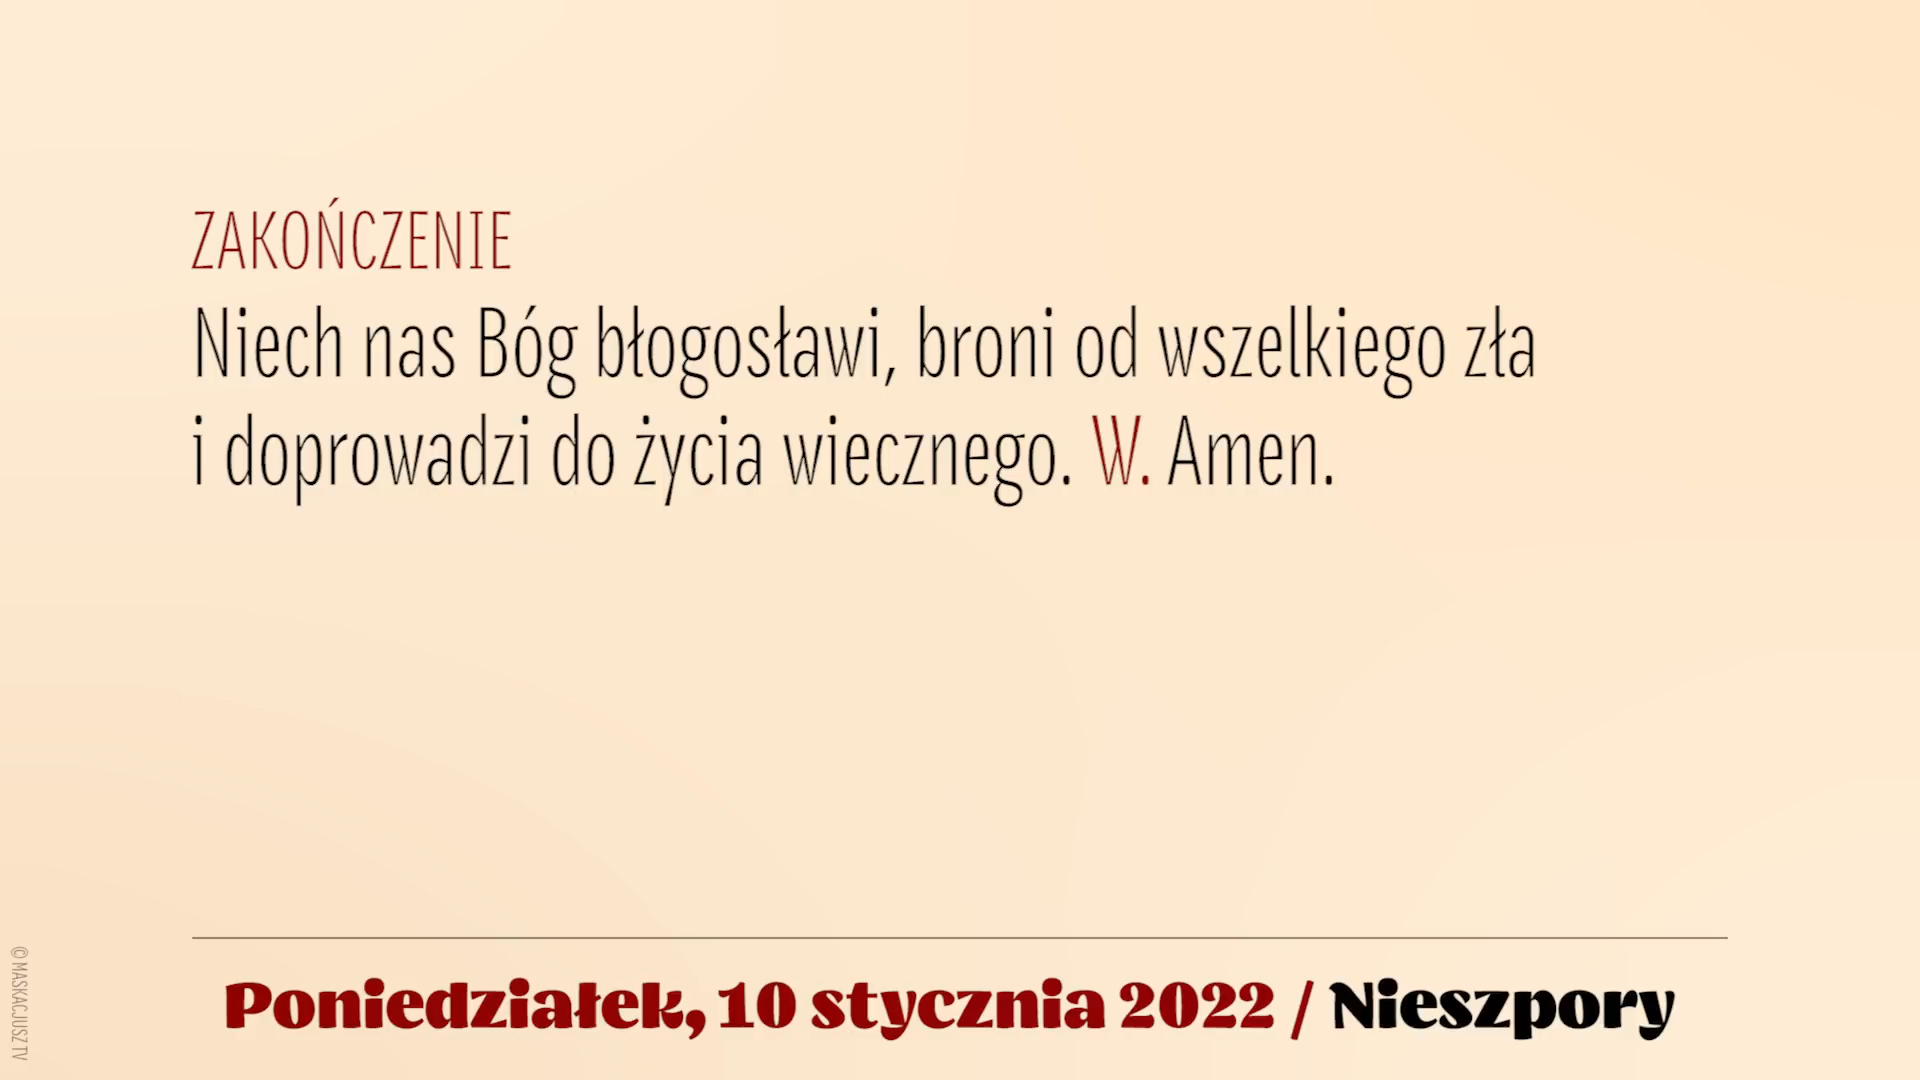 ZAKOŃCZENIE
Niech nas Bóg błogosławi, broni od wszelkiego zła
i doprowadzi do życia wiecznego. W. Amen.
Poniedziałek, 10 stycznia 2022 / Nieszpory
© MASKACJUSZ TV